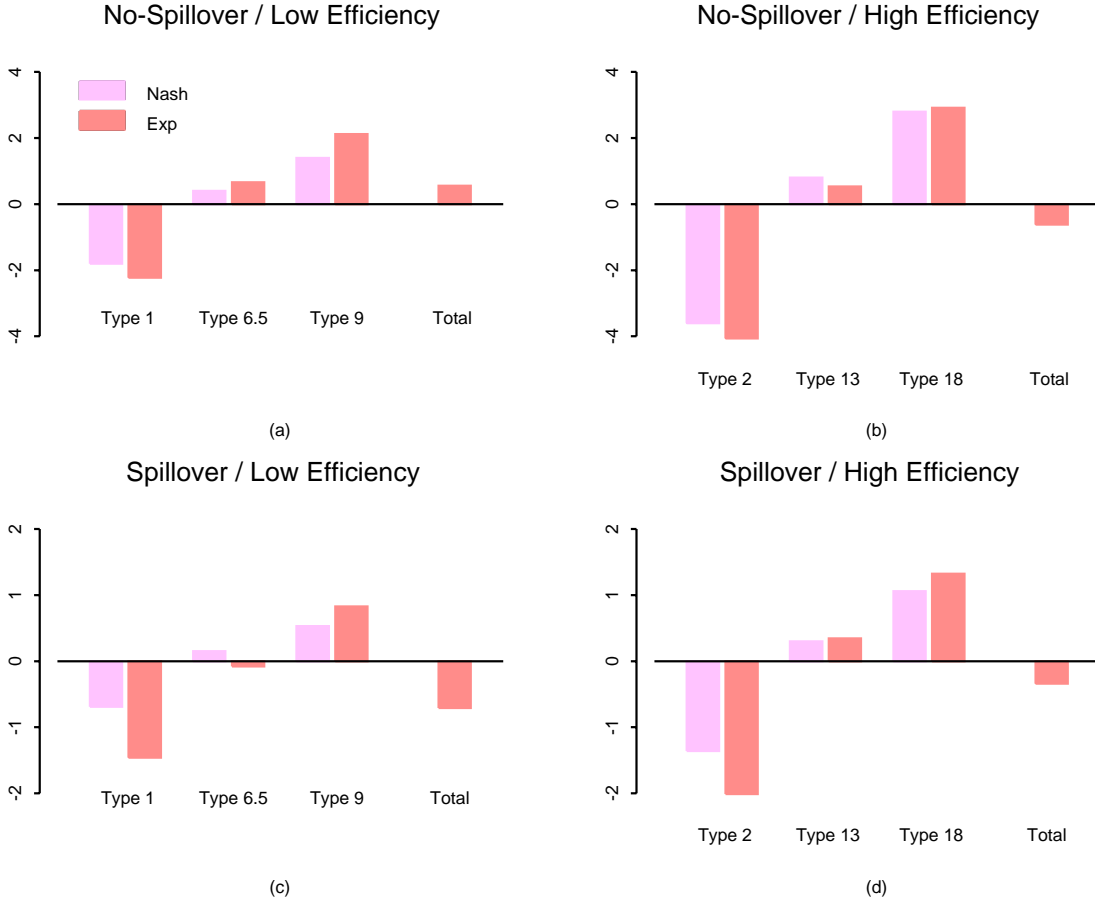 No-Spillover / Low Efficiency
4
2
0
-2
-4
Nash
Exp
Type 1 Type 6.5 Type 9 Total
(a)
No-Spillover / High Efficiency
4
2
0
-2
-4
Type 2 Type 13 Type 18 Total
(b)
Spillover / Low Efficiency
2
1
0
-1
-2
Type 1 Type 6.5 Type 9 Total
(c)
Spillover / High Efficiency
2
1
0
-1
-2
Type 2 Type 13 Type 18 Total
(d)